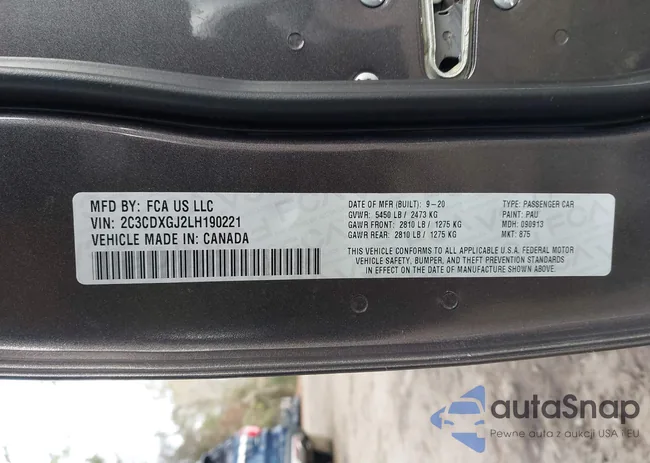 MFD BY: FCA US LLC
VIN: 2C3CDXGJ2LH190221
VEHICLE MADE IN: CANADA
DATE OF MFR (BUILT): 9-20
GVWR: 5450 LB / 2473 KG
GAWR FRONT: 2810 LB / 1275 KG
GAWR REAR: 2810 LB / 1275 KG
TYPE: PASSENGER CAR
PAINT: PAU
MDH: 090913
MKT: 875
THIS VEHICLE CONFORMS TO ALL APPLICABLE U.S.A. FEDERAL MOTOR
VEHICLE SAFETY, BUMPER, AND THEFT PREVENTION STANDARDS
IN EFFECT ON THE DATE OF MANUFACTURE SHOWN ABOVE.
autaSnap
Pewne auta z aukcji USA i EU